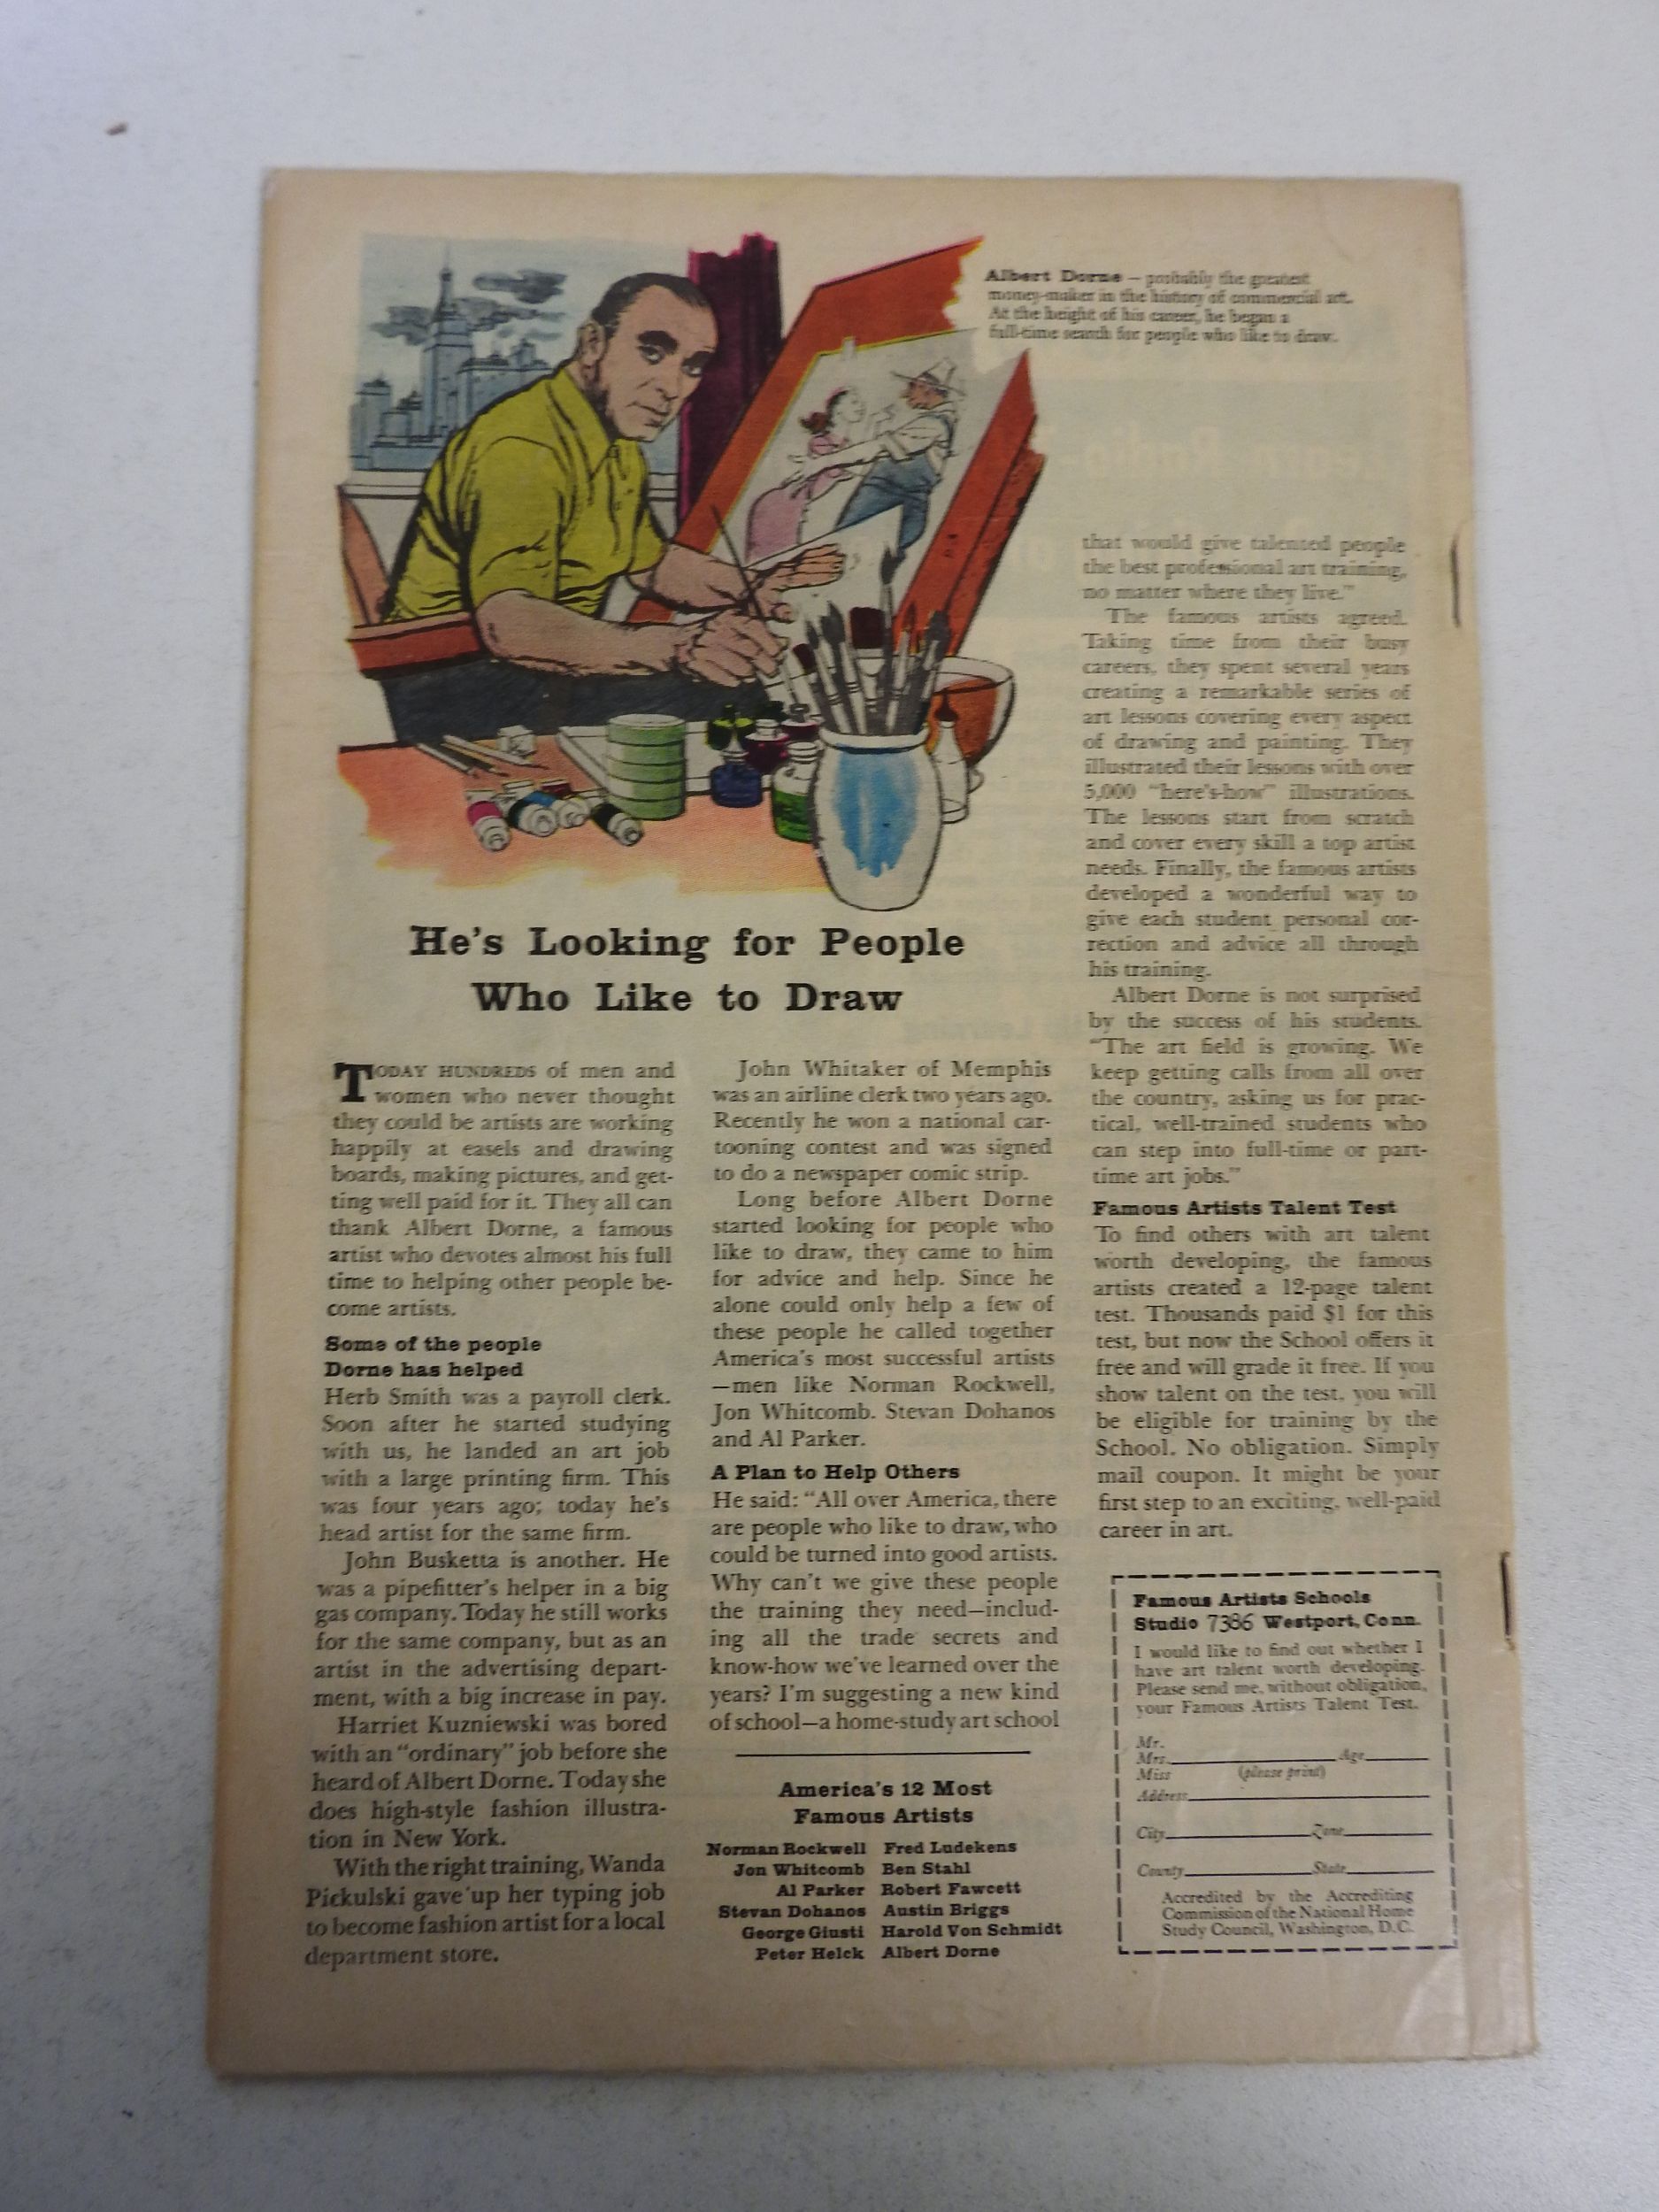 Albert Dorne – probably the greatest
money-maker in the history of commercial art.
At the height of his career, he began a
full-time search for people who like to draw.
He's Looking for People
Who Like to Draw
TODAY HUNDREDS of men and
women who never thought
they could be artists are working
happily at easels and drawing
boards, making pictures, and get-
ting well paid for it. They all can
thank Albert Dorne, a famous
artist who devotes almost his full
time to helping other people be-
come artists.
Some of the people
Dorne has helped
Herb Smith was a payroll clerk.
Soon after he started studying
with us, he landed an art job
with a large printing firm. This
was four years ago; today he's
head artist for the same firm.
John Busketta is another. He
was a pipefitter's helper in a big
gas company. Today he still works
for the same company, but as an
artist in the advertising depart-
ment, with a big increase in pay.
Harriet Kuzniewski was bored
with an "ordinary" job before she
heard of Albert Dorne. Today she
does high-style fashion illustra-
tion in New York.
With the right training, Wanda
Pickulski gave up her typing job
to become fashion artist for a local
department store.
John Whitaker of Memphis
was an airline clerk two years ago.
Recently he won a national car-
tooning contest and was signed
to do a newspaper comic strip.
Long before Albert Dorne
started looking for people who
like to draw, they came to him
for advice and help. Since he
alone could only help a few of
these people he called together
America's most successful artists
—men like Norman Rockwell,
Jon Whitcomb. Stevan Dohanos
and Al Parker.
A Plan to Help Others
He said: "All over America, there
are people who like to draw, who
could be turned into good artists.
Why can't we give these people
the training they need—includ-
ing all the trade secrets and
know-how we've learned over the
years? I'm suggesting a new kind
of school—a home-study art school
America's 12 Most
Famous Artists
Norman Rockwell Fred Ludekens
Jon Whitcomb Ben Stahl
Al Parker Robert Fawcett
Stevan Dohanos Austin Briggs
George Giusti Harold Von Schmidt
Peter Helck Albert Dorne
that would give talented people
the best professional art training,
no matter where they live."
The famous artists agreed.
Taking time from their busy
careers, they spent several years
creating a remarkable series of
art lessons covering every aspect
of drawing and painting. They
illustrated their lessons with over
5,000 "here's-how" illustrations.
The lessons start from scratch
and cover every skill a top artist
needs. Finally, the famous artists
developed a wonderful way to
give each student personal cor-
rection and advice all through
his training.
Albert Dorne is not surprised
by the success of his students.
"The art field is growing. We
keep getting calls from all over
the country, asking us for prac-
tical, well-trained students who
can step into full-time or part-
time art jobs."
Famous Artists Talent Test
To find others with art talent
worth developing, the famous
artists created a 12-page talent
test. Thousands paid $1 for this
test, but now the School offers it
free and will grade it free. If you
show talent on the test, you will
be eligible for training by the
School. No obligation. Simply
mail coupon. It might be your
first step to an exciting, well-paid
career in art.
Famous Artists Schools
Studio 7386 Westport, Conn.
I would like to find out whether I
have art talent worth developing.
Please send me, without obligation,
your Famous Artists Talent Test.
Mr.
Mrs. Age
Miss (please print)
Address
City Zone
County State
Accredited by the Accrediting
Commission of the National Home
Study Council, Washington, D.C.